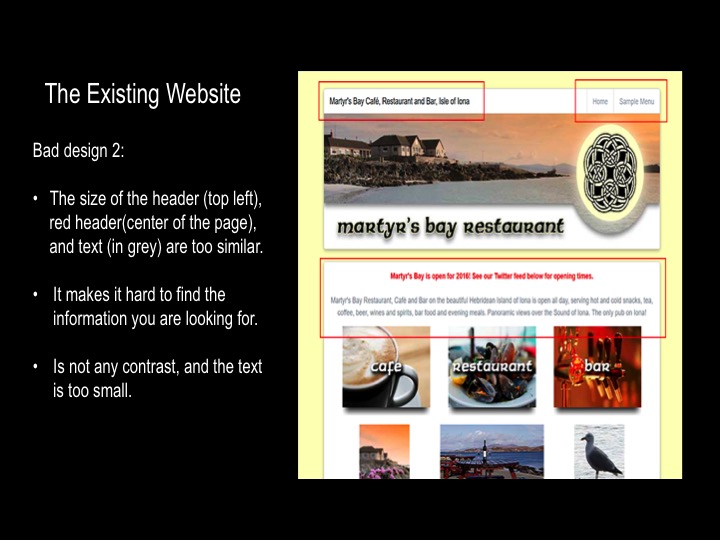 The Existing Website
Bad design 2:
• The size of the header (top left),
red header(center of the page),
and text (in grey) are too similar.
• It makes it hard to find the
information you are looking for.
• Is not any contrast, and the text
is too small.
Martyr's Bay Café, Restaurant and Bar, Isle of Iona
Home
Sample Menu
martyr's bay restaurant
Martyr's Bay is open for 2016! See our Twitter feed below for opening times.
Martyr's Bay Restaurant, Café and Bar on the beautiful Hebridean Island of Iona is open all day, serving hot and cold snacks, tea,
coffee, beer, wines and spirits, bar food and evening meals. Panoramic views over the Sound of Iona. The only pub on Iona!
café
restaurant
bar